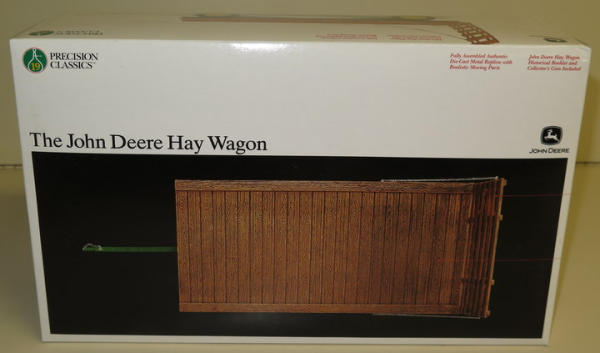 19
PRECISION
CLASSICS™
Fully Assembled Authentic
Die-Cast Metal Replica with
Realistic Moving Parts
John Deere Hay Wagon
Historical Booklet and
Collector's Coin Included
The John Deere Hay Wagon
JOHN DEERE